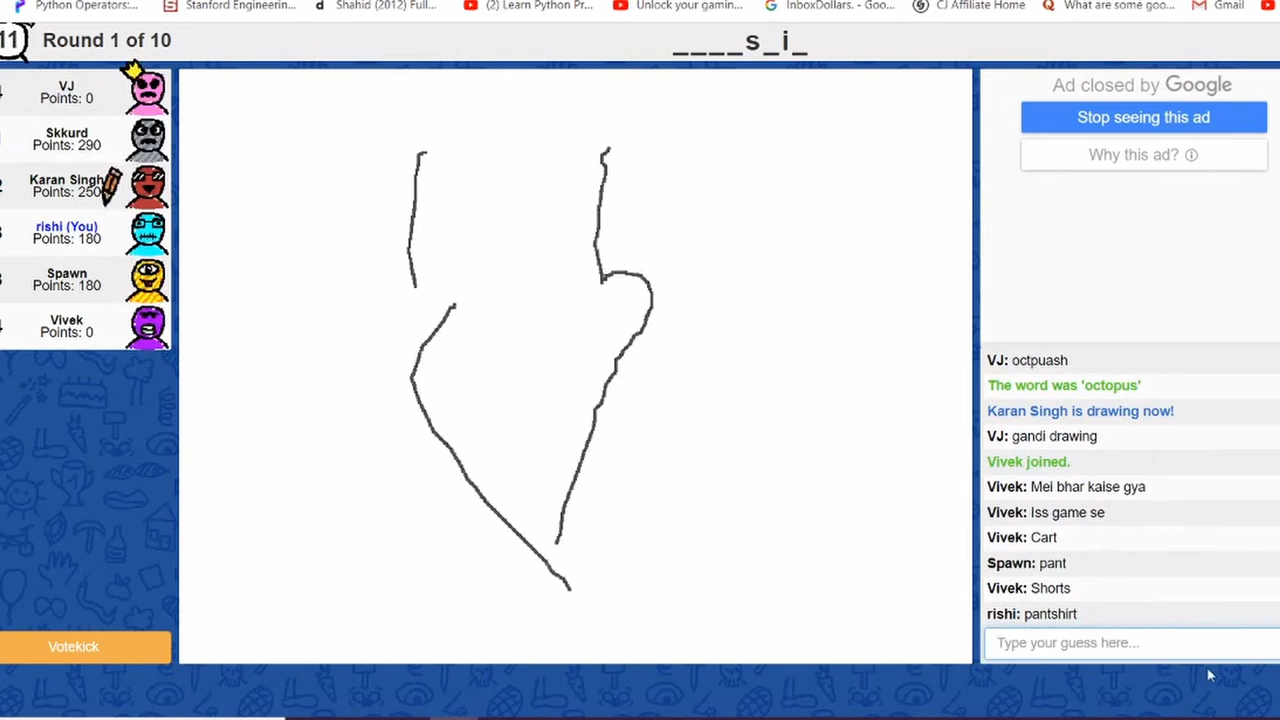 Python Operators:...
Stanford Engineerin...
Shahid (2012) Full...
(2) Learn Python Pr...
Unlock your gamin...
InboxDollars. - Goo...
CJ Affiliate Home
What are some goo...
Gmail
11
Round 1 of 10
____s_i_
VJ
Points: 0
Skkurd
Points: 290
Karan Singh
Points: 250
rishi (You)
Points: 180
Spawn
Points: 180
Vivek
Points: 0
Votekick
Ad closed by Google
Stop seeing this ad
Why this ad?
VJ: octpuash
The word was 'octopus'
Karan Singh is drawing now!
VJ: gandi drawing
Vivek joined.
Vivek: Mei bhar kaise gya
Vivek: Iss game se
Vivek: Cart
Spawn: pant
Vivek: Shorts
rishi: pantshirt
Type your guess here...